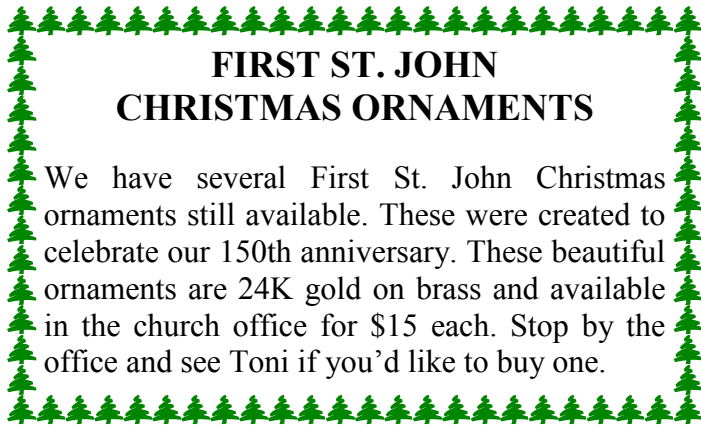 FIRST ST. JOHN
CHRISTMAS ORNAMENTS
We have several First St. John Christmas
ornaments still available. These were created to
celebrate our 150th anniversary. These beautiful
ornaments are 24K gold on brass and available
in the church office for $15 each. Stop by the
office and see Toni if you’d like to buy one.